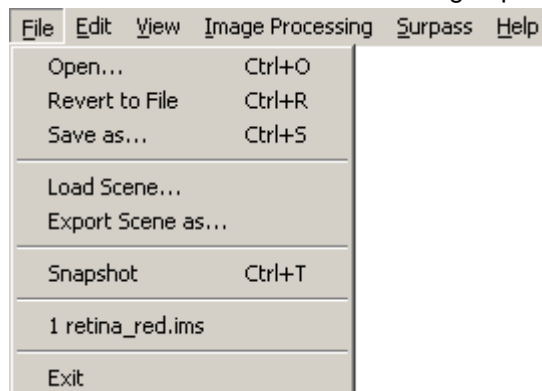 File Edit View Image Processing Surpass Help
Open... Ctrl+O
Revert to File Ctrl+R
Save as... Ctrl+S
Load Scene...
Export Scene as...
Snapshot Ctrl+T
1 retina_red.ims
Exit